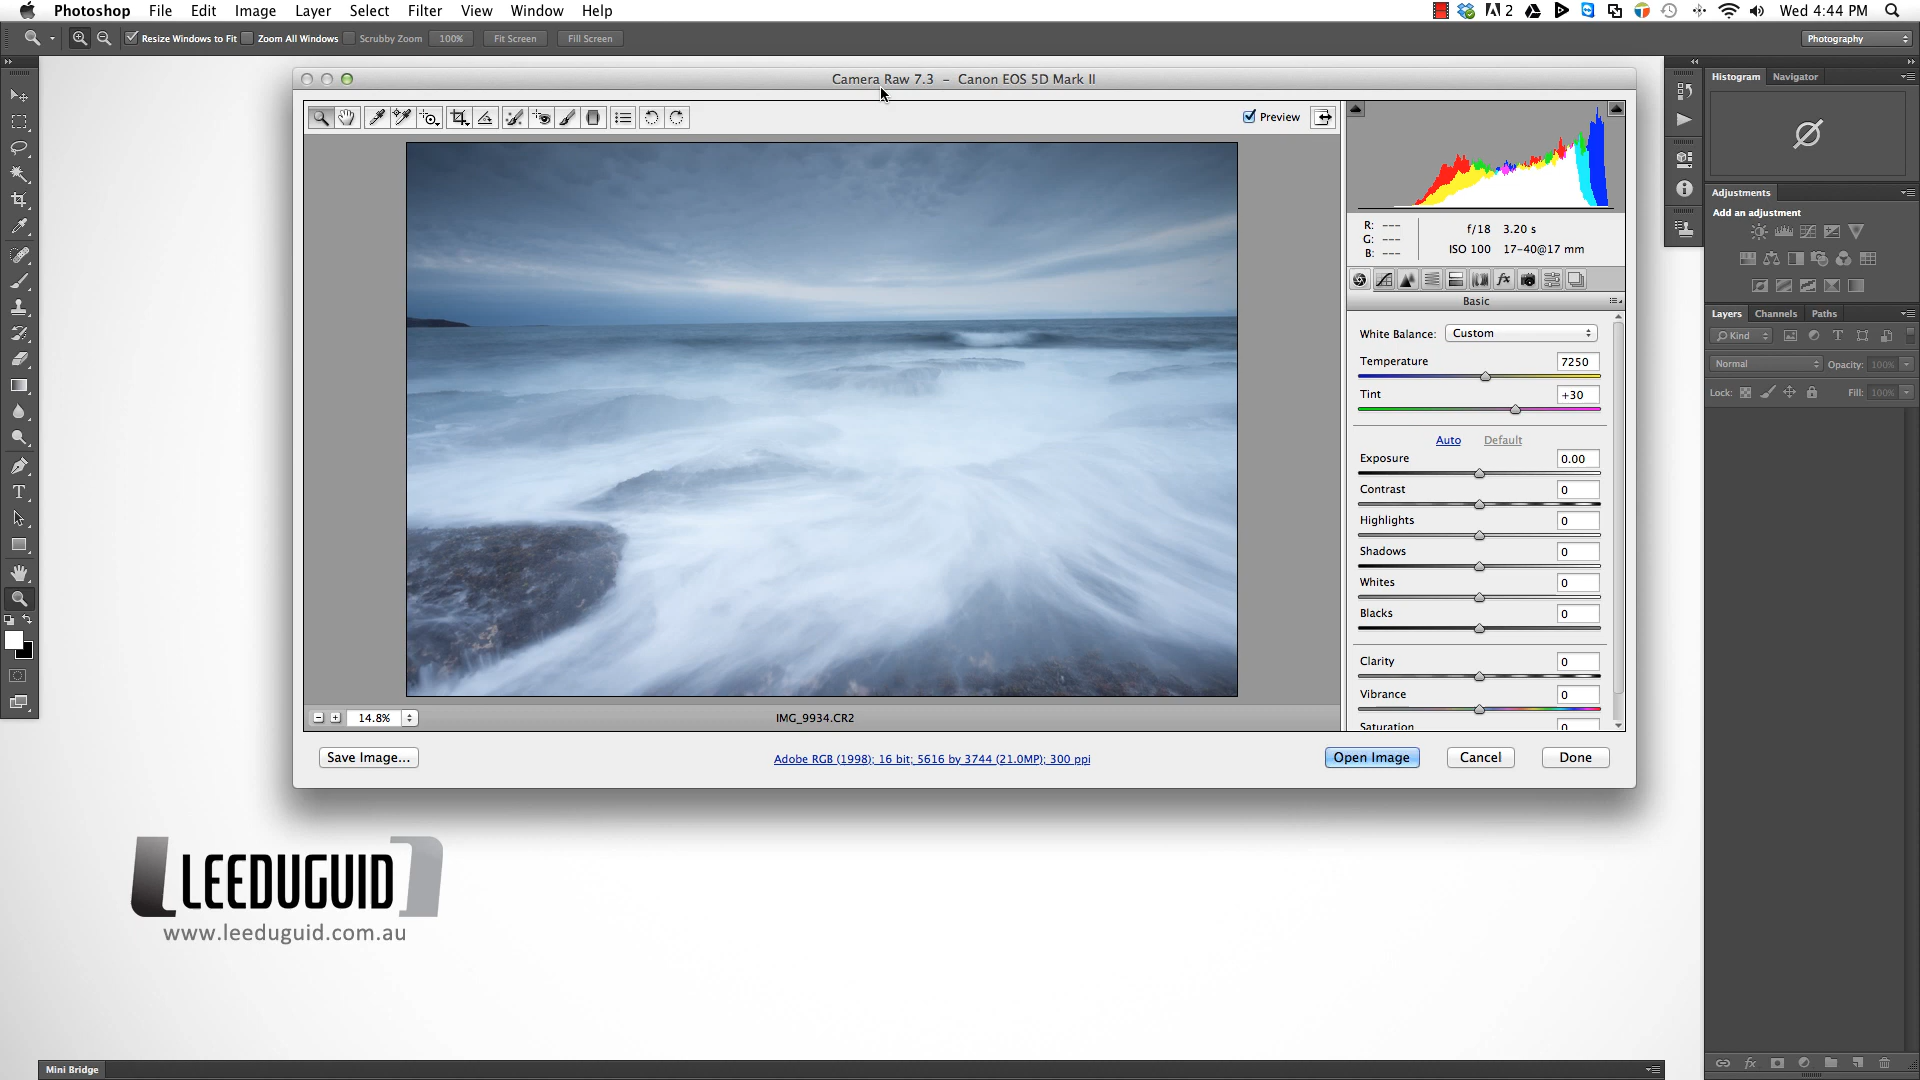 Photoshop File Edit Image Layer Select Filter View Window Help 2 Wed 4:44 PM
Resize Windows to Fit Zoom All Windows Scrubby Zoom 100% Fit Screen Fill Screen Photography
Camera Raw 7.3 - Canon EOS 5D Mark II
Preview
R: ---
G: ---
B: ---
f/18 3.20 s
ISO 100 17-40@17 mm
Basic
White Balance: Custom
Temperature 7250
Tint +30
Auto Default
Exposure 0.00
Contrast 0
Highlights 0
Shadows 0
Whites 0
Blacks 0
Clarity 0
Vibrance 0
Saturation 0
14.8% IMG_9934.CR2
Save Image... Adobe RGB (1998); 16 bit; 5616 by 3744 (21.0MP); 300 ppi Open Image Cancel Done
Histogram Navigator
Adjustments
Add an adjustment
Layers Channels Paths
Kind
Normal Opacity: 100%
Lock: Fill: 100%
LEEDUGUID
www.leeduguid.com.au
Mini Bridge